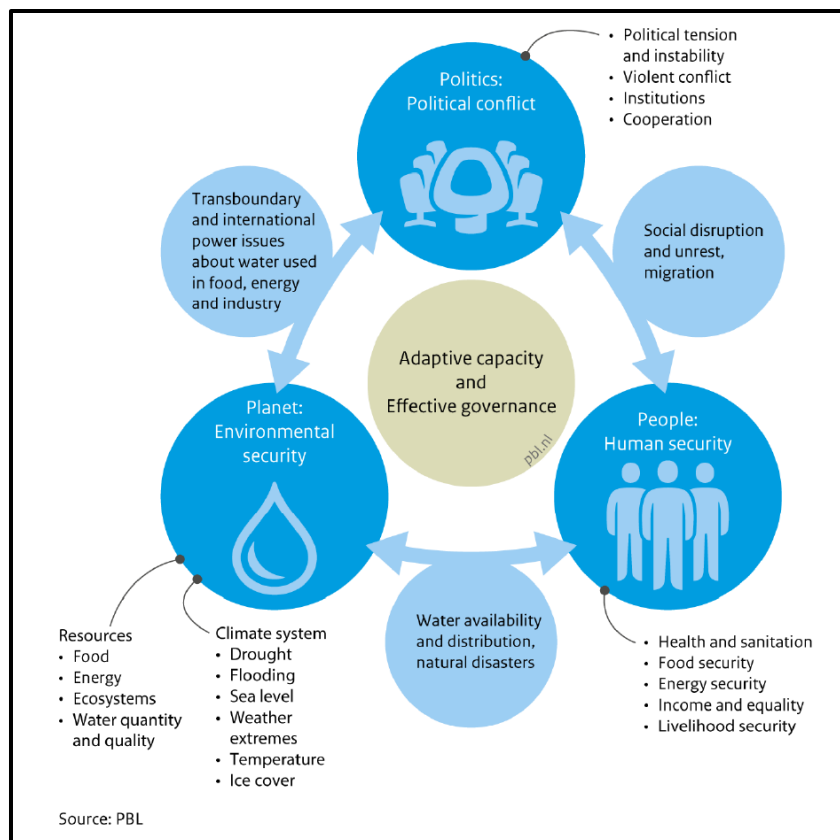 • Political tension
and instability
• Violent conflict
• Institutions
• Cooperation
Politics:
Political conflict
Transboundary
and international
power issues
about water used
in food, energy
and industry
Social disruption
and unrest,
migration
Adaptive capacity
and
Effective governance
pbl.nl
Planet:
Environmental
security
People:
Human security
Water availability
and distribution,
natural disasters
Resources
• Food
• Energy
• Ecosystems
• Water quantity
and quality
Climate system
• Drought
• Flooding
• Sea level
• Weather
extremes
• Temperature
• Ice cover
• Health and sanitation
• Food security
• Energy security
• Income and equality
• Livelihood security
Source: PBL